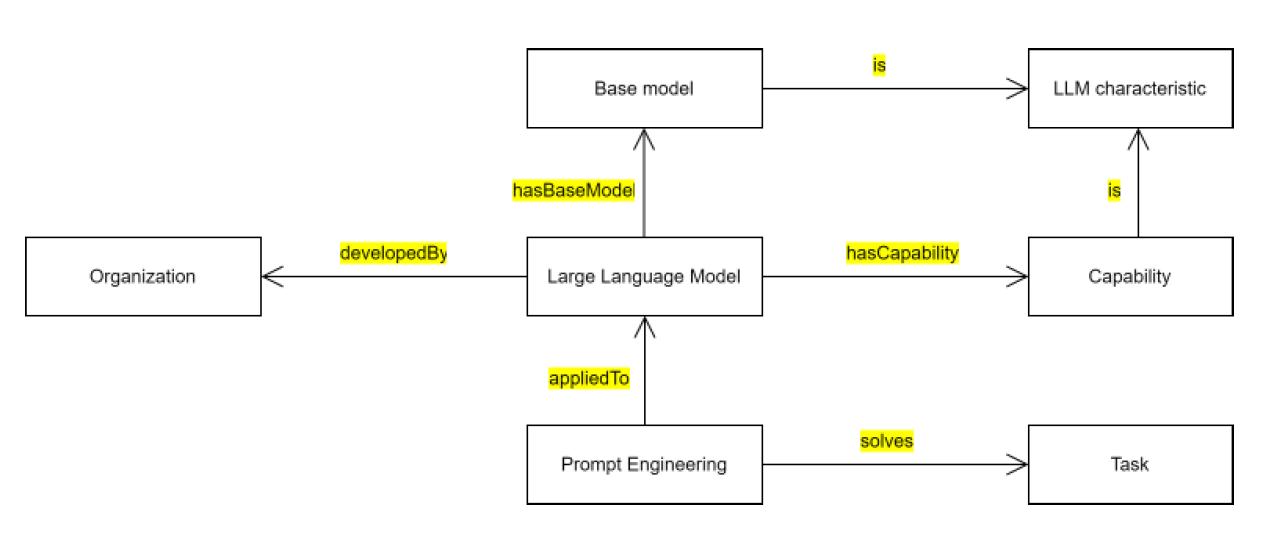 is
Base model
LLM characteristic
hasBaseModel
is
developedBy
hasCapability
Organization
Large Language Model
Capability
appliedTo
solves
Prompt Engineering
Task